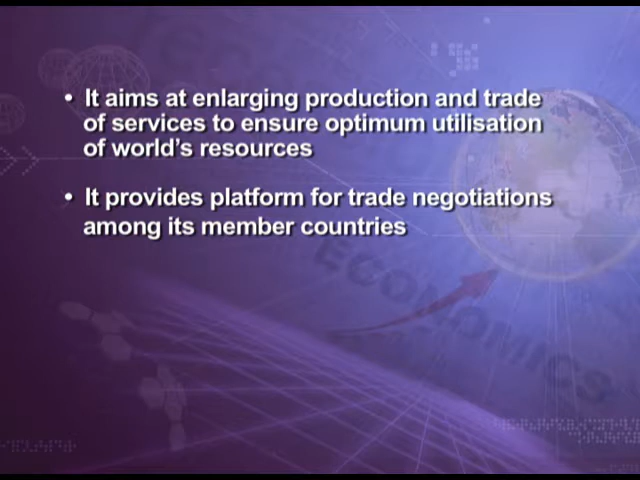 • It aims at enlarging production and trade
of services to ensure optimum utilisation
of world's resources
• It provides platform for trade negotiations
among its member countries
ECONOMICS